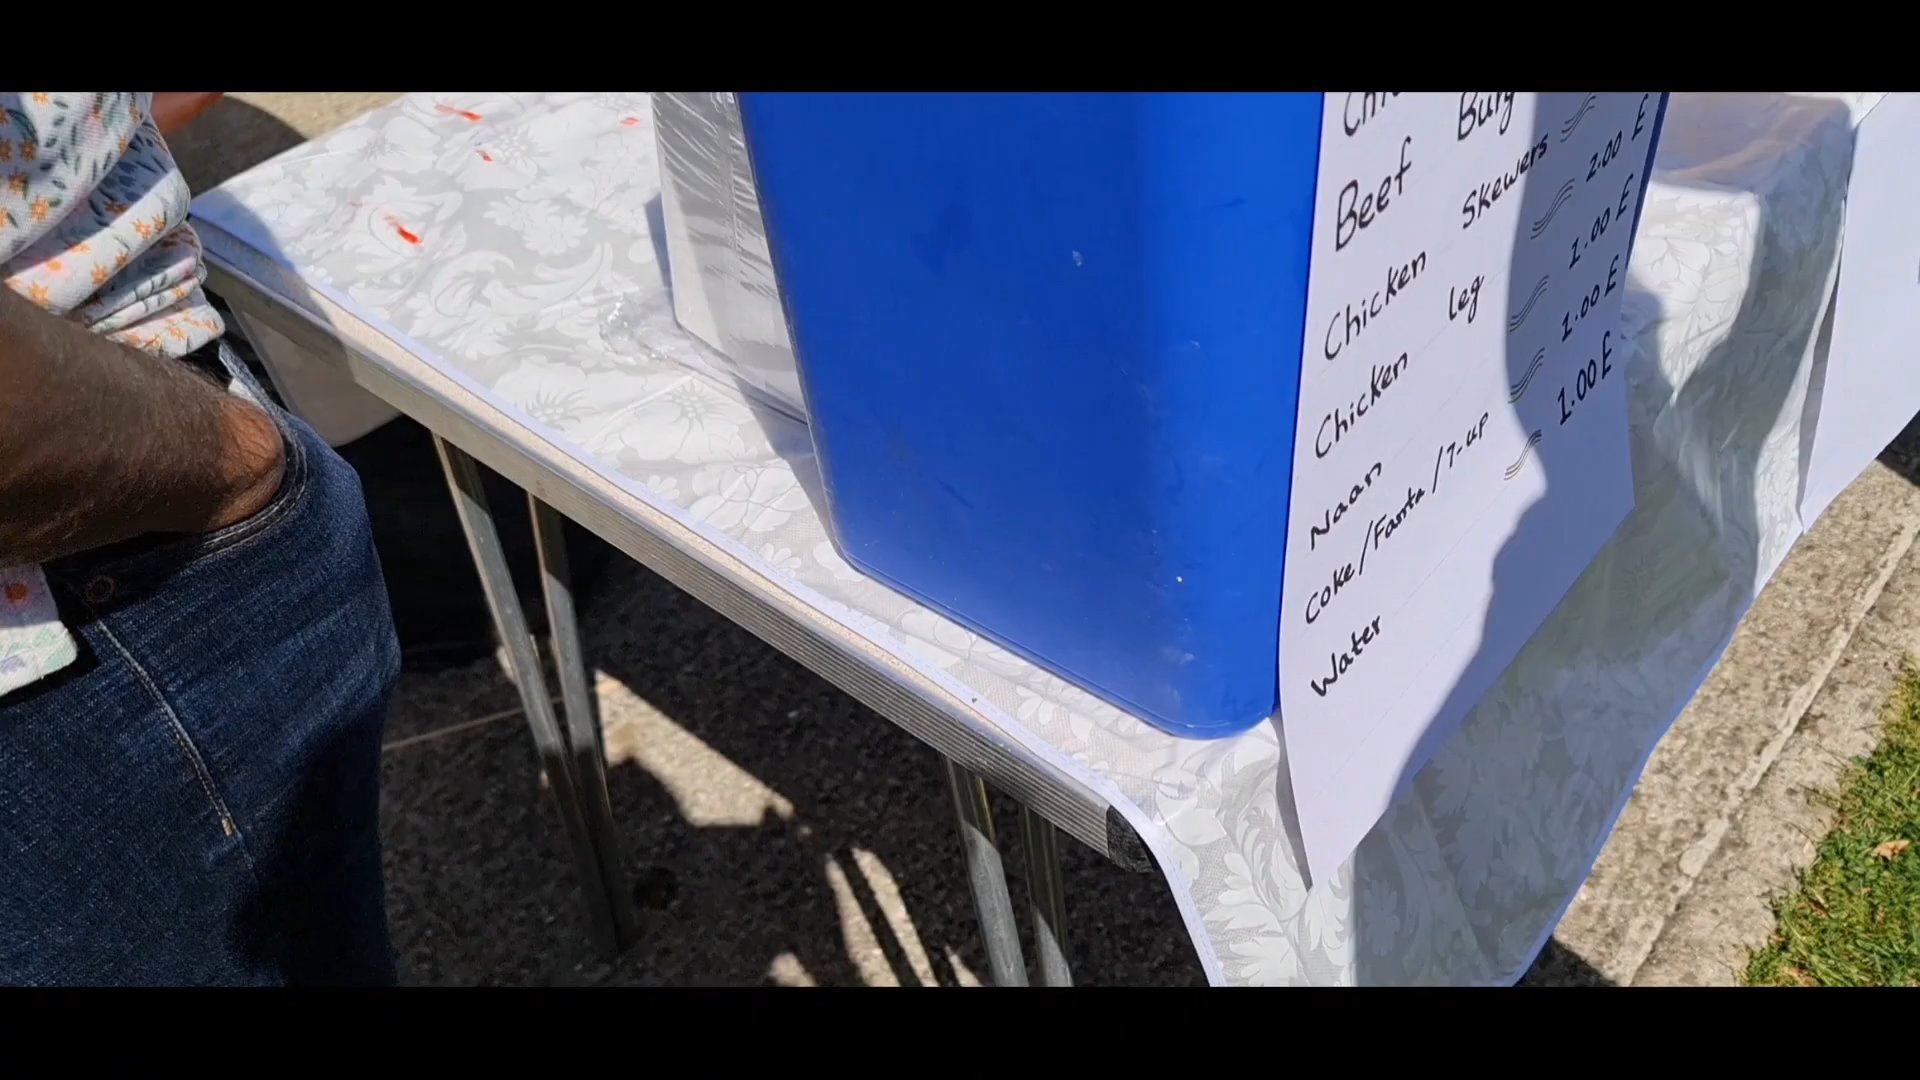 Beef Burg
Chicken Skewers
Chicken leg 2.00 £
Naan 1.00 £
Coke/Fanta/7-up 1.00 £
Water 1.00 £